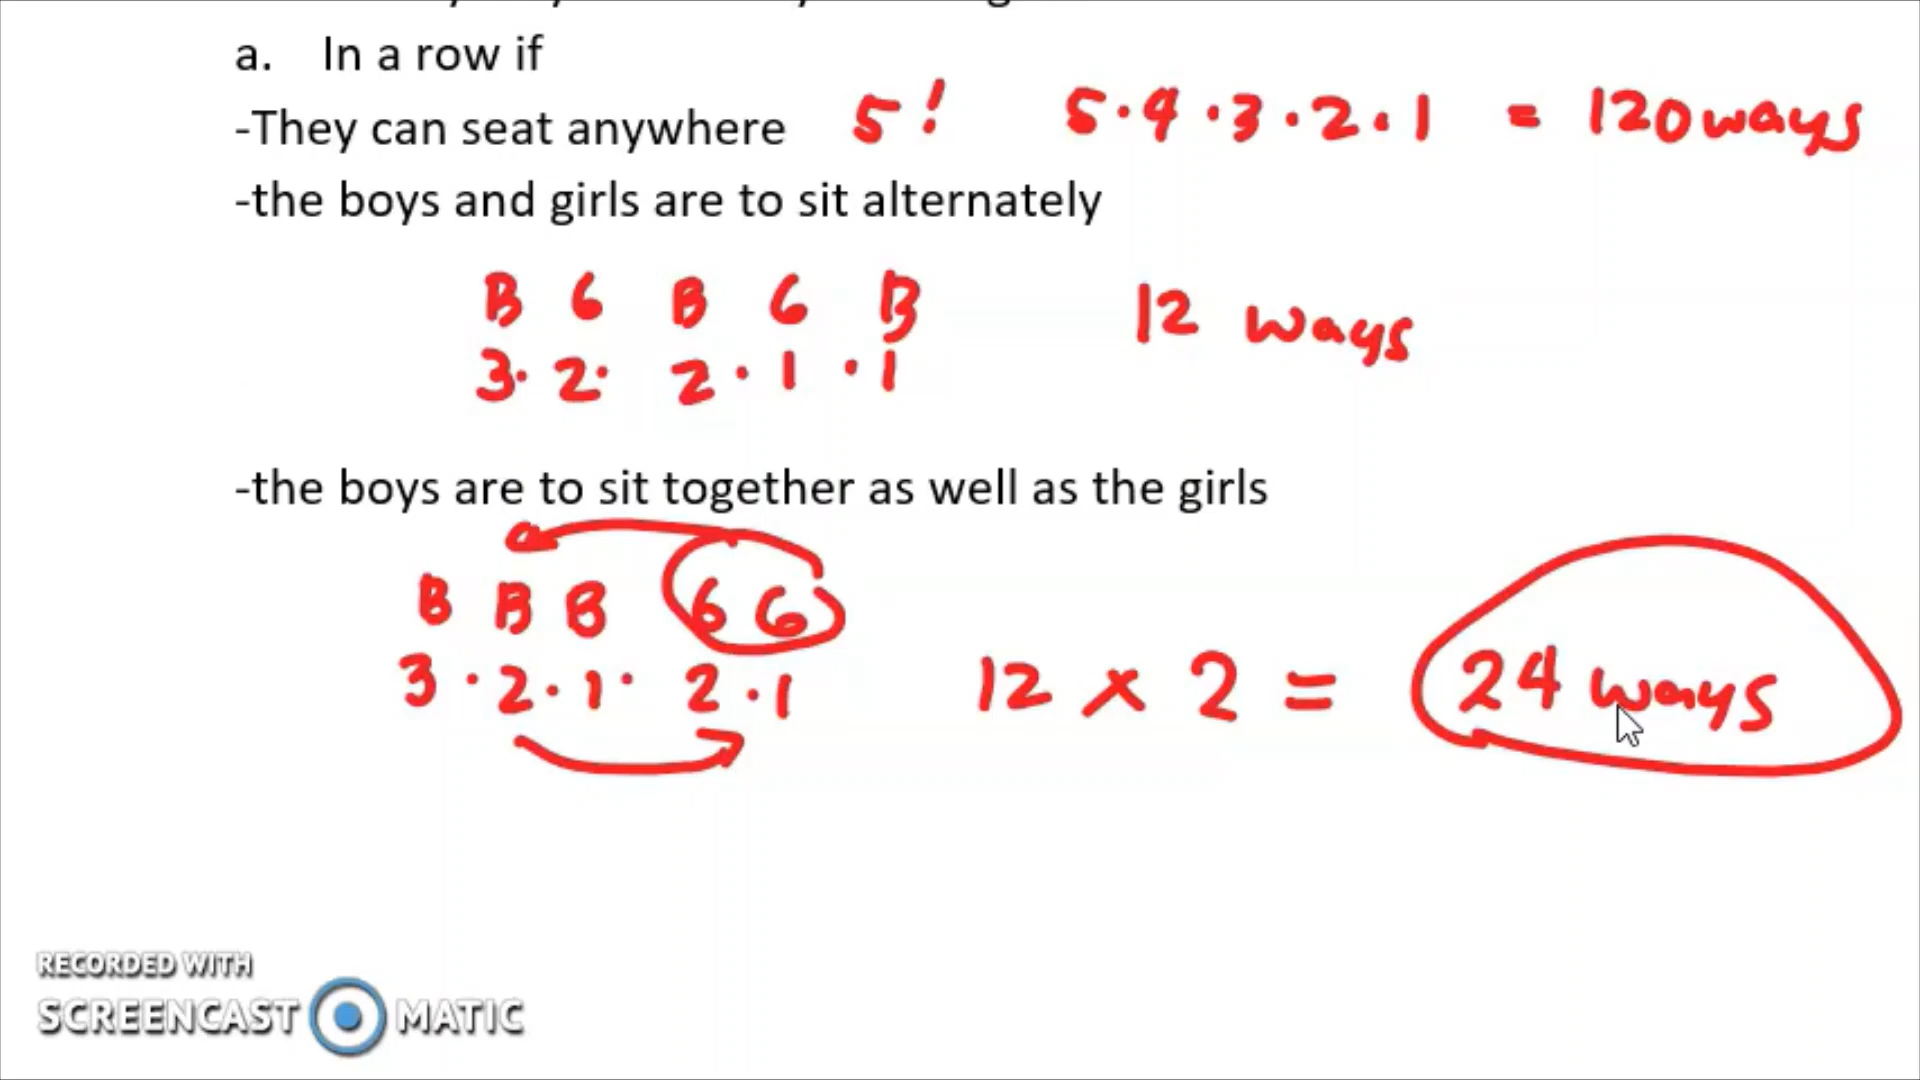 a. In a row if
-They can seat anywhere 5! 5·4·3·2·1 = 120 ways
-the boys and girls are to sit alternately
B G B G B
3·2·2·1·1 12 ways
-the boys are to sit together as well as the girls
B B B G G
3·2·1·2·1 12 x 2 = 24 ways
RECORDED WITH
SCREENCAST MATIC